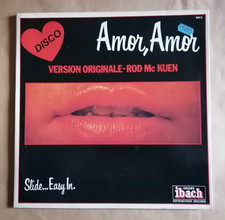 DISCO
Amor, Amor
VERSION ORIGINALE · ROD Mc KUEN
Slide... Easy In.
ibach